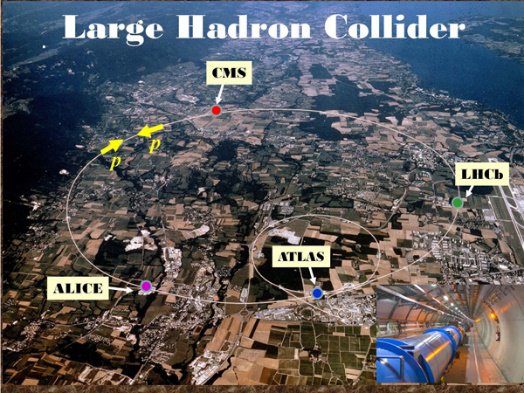 Large Hadron Collider
CMS
p
p
LHCb
ATLAS
ALICE